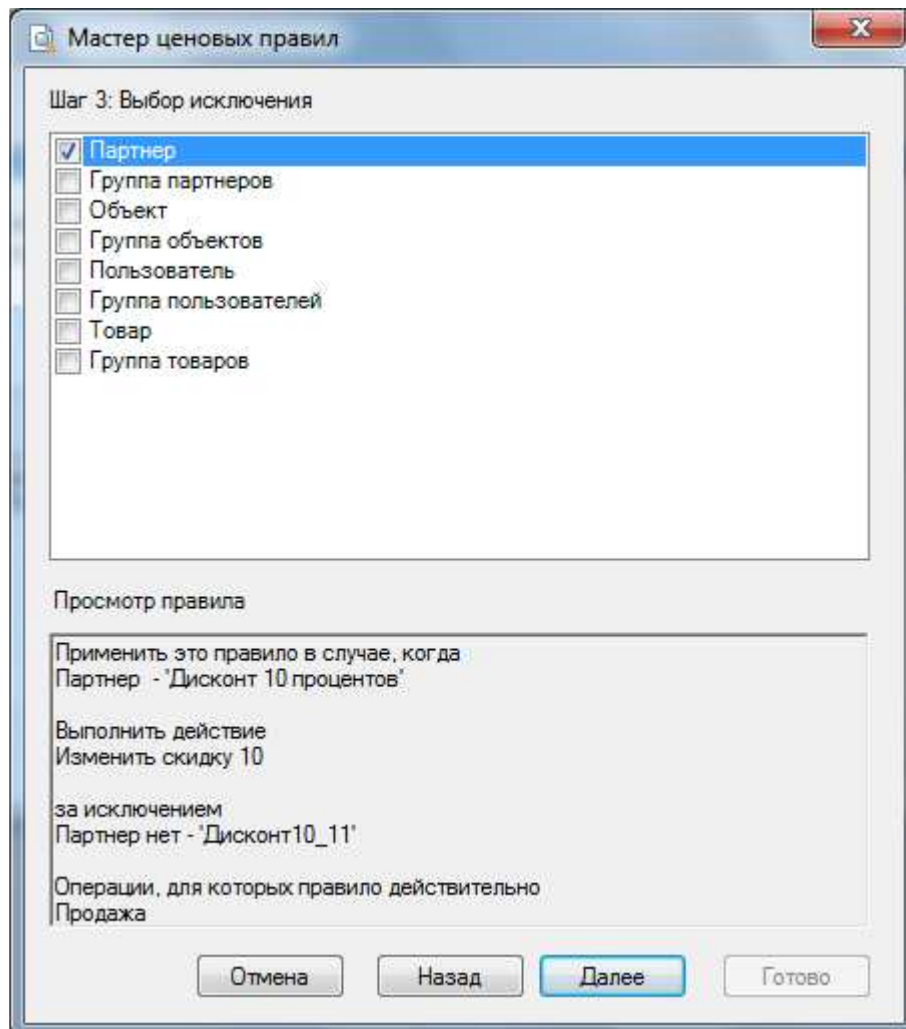 Мастер ценовых правил
Шаг 3: Выбор исключения
Партнер
Группа партнеров
Объект
Группа объектов
Пользователь
Группа пользователей
Товар
Группа товаров
Просмотр правила
Применить это правило в случае, когда
Партнер - 'Дисконт 10 процентов'
Выполнить действие
Изменить скидку 10
за исключением
Партнер нет - 'Дисконт10_11'
Операции, для которых правило действительно
Продажа
Отмена Назад Далее Готово